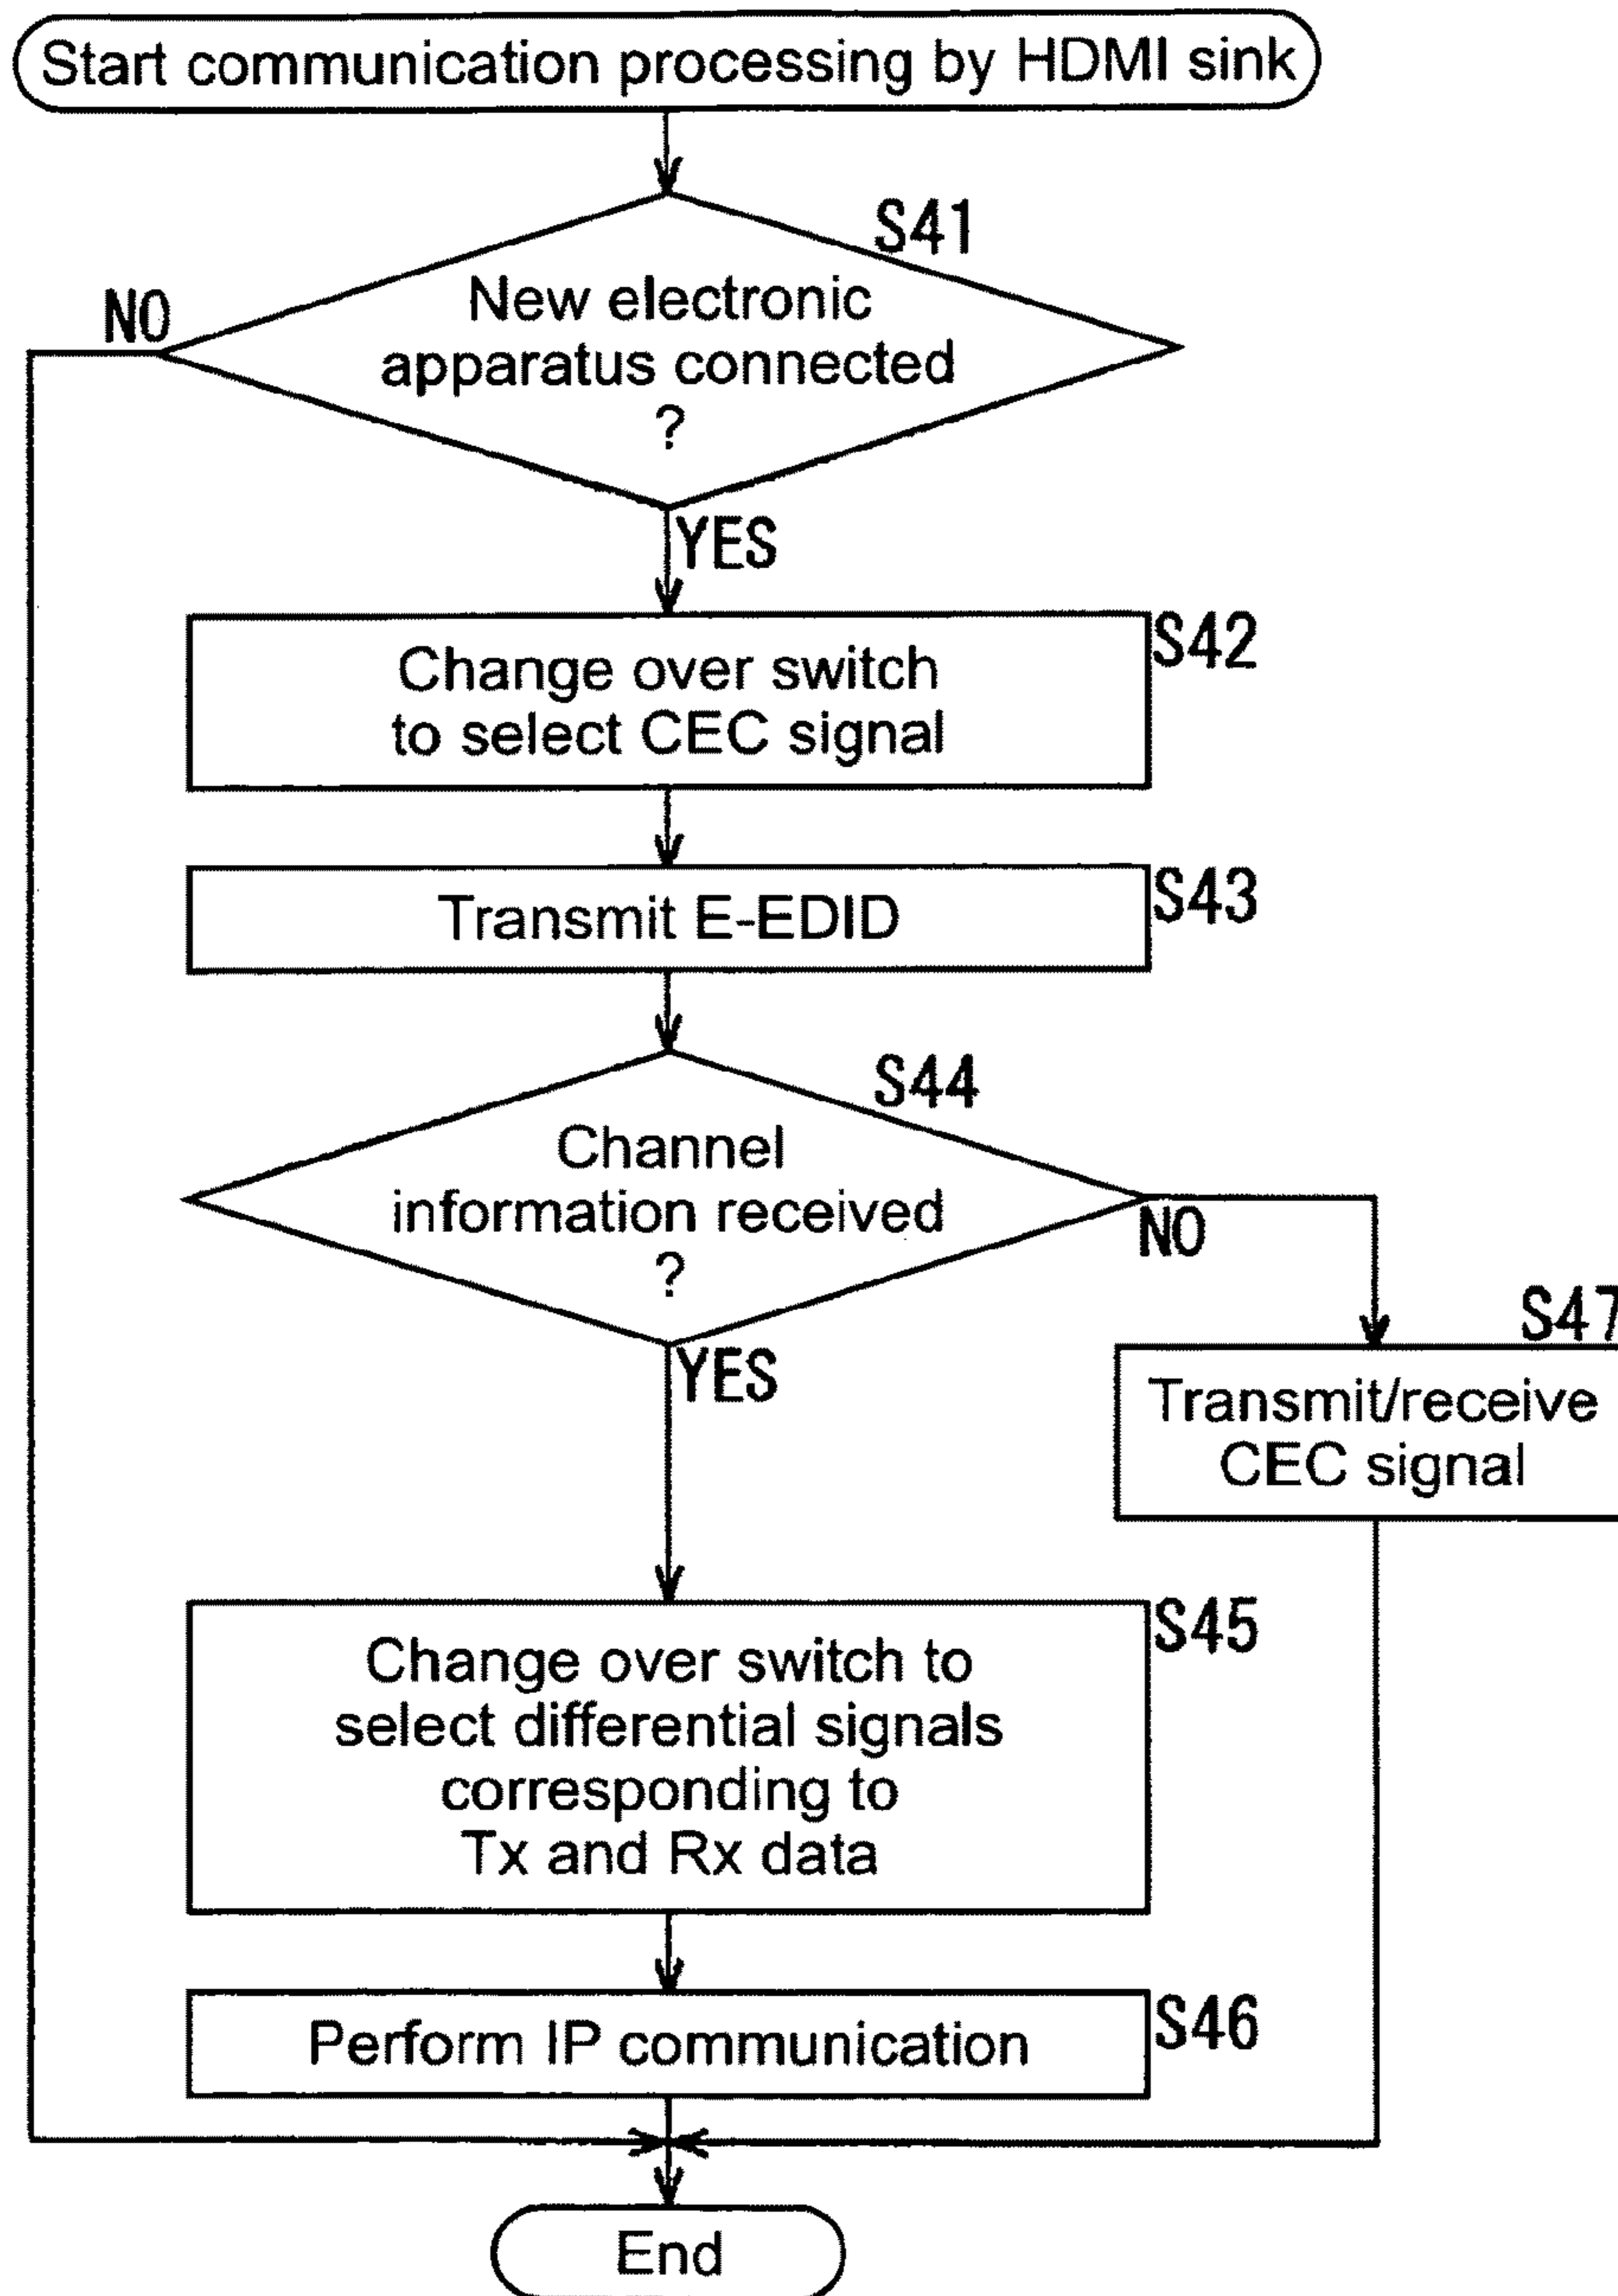 Start communication processing by HDMI sink
S41
New electronic
apparatus connected
?
NO
YES
S42
Change over switch
to select CEC signal
S43
Transmit E-EDID
S44
Channel
information received
?
NO
YES
S47
Transmit/receive
CEC signal
S45
Change over switch to
select differential signals
corresponding to
Tx and Rx data
S46
Perform IP communication
End